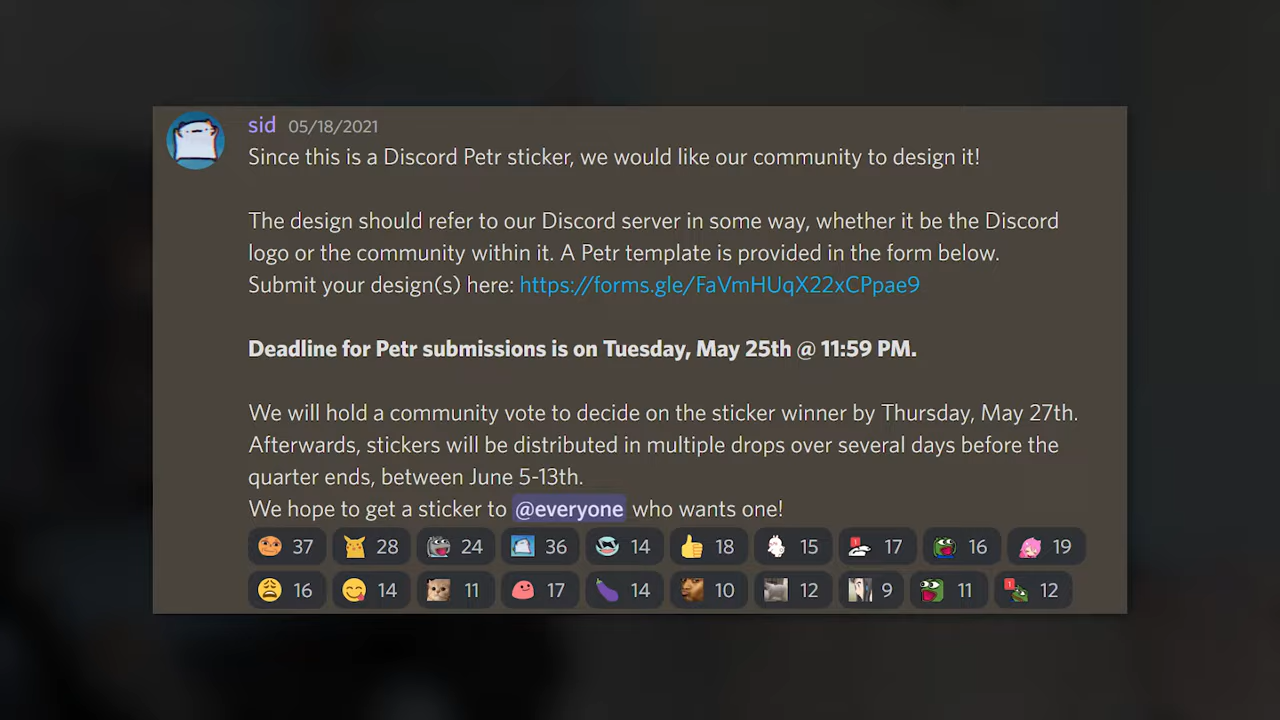 sid 05/18/2021
Since this is a Discord Petr sticker, we would like our community to design it!
The design should refer to our Discord server in some way, whether it be the Discord
logo or the community within it. A Petr template is provided in the form below.
Submit your design(s) here: https://forms.gle/FaVmHUqX22xCPpae9
Deadline for Petr submissions is on Tuesday, May 25th @ 11:59 PM.
We will hold a community vote to decide on the sticker winner by Thursday, May 27th.
Afterwards, stickers will be distributed in multiple drops over several days before the
quarter ends, between June 5-13th.
We hope to get a sticker to @everyone who wants one!
37 28 24 36 14 18 15 17 16 19
16 14 11 17 14 10 12 9 11 12